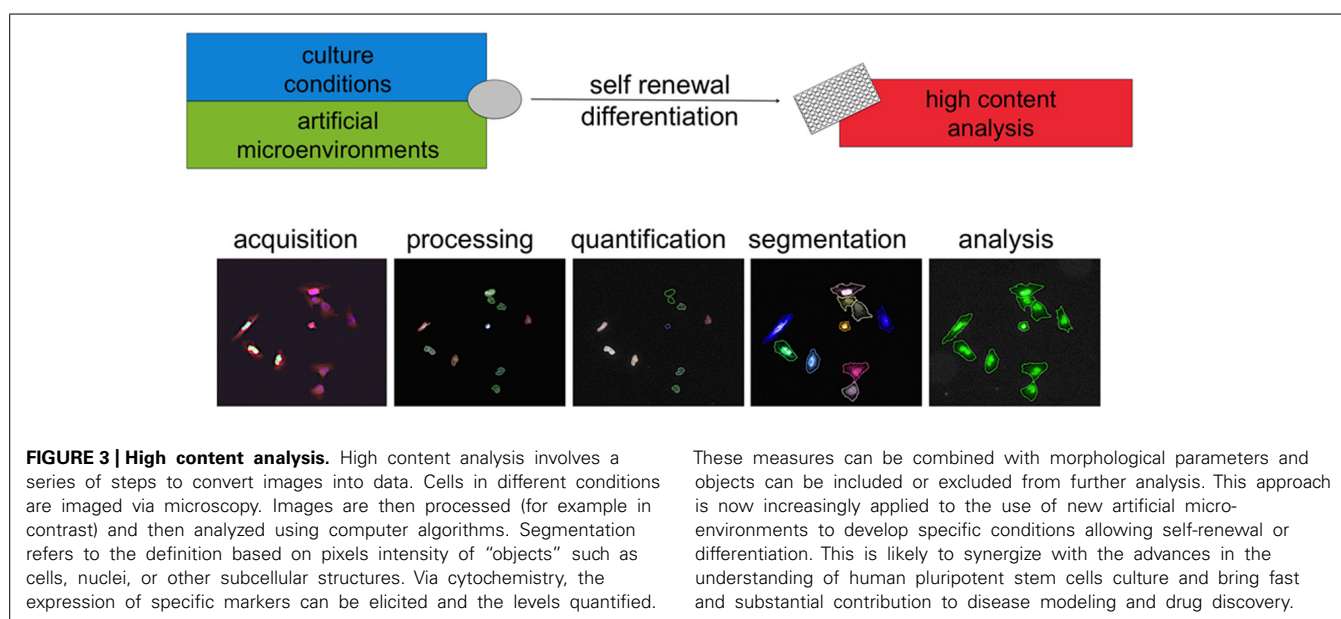 culture
conditions
artificial
microenvironments
self renewal
differentiation
high content
analysis
acquisition
processing
quantification
segmentation
analysis
FIGURE 3 | High content analysis. High content analysis involves a
series of steps to convert images into data. Cells in different conditions
are imaged via microscopy. Images are then processed (for example in
contrast) and then analyzed using computer algorithms. Segmentation
refers to the definition based on pixels intensity of “objects” such as
cells, nuclei, or other subcellular structures. Via cytochemistry, the
expression of specific markers can be elicited and the levels quantified.
These measures can be combined with morphological parameters and
objects can be included or excluded from further analysis. This approach
is now increasingly applied to the use of new artificial micro-
environments to develop specific conditions allowing self-renewal or
differentiation. This is likely to synergize with the advances in the
understanding of human pluripotent stem cells culture and bring fast
and substantial contribution to disease modeling and drug discovery.